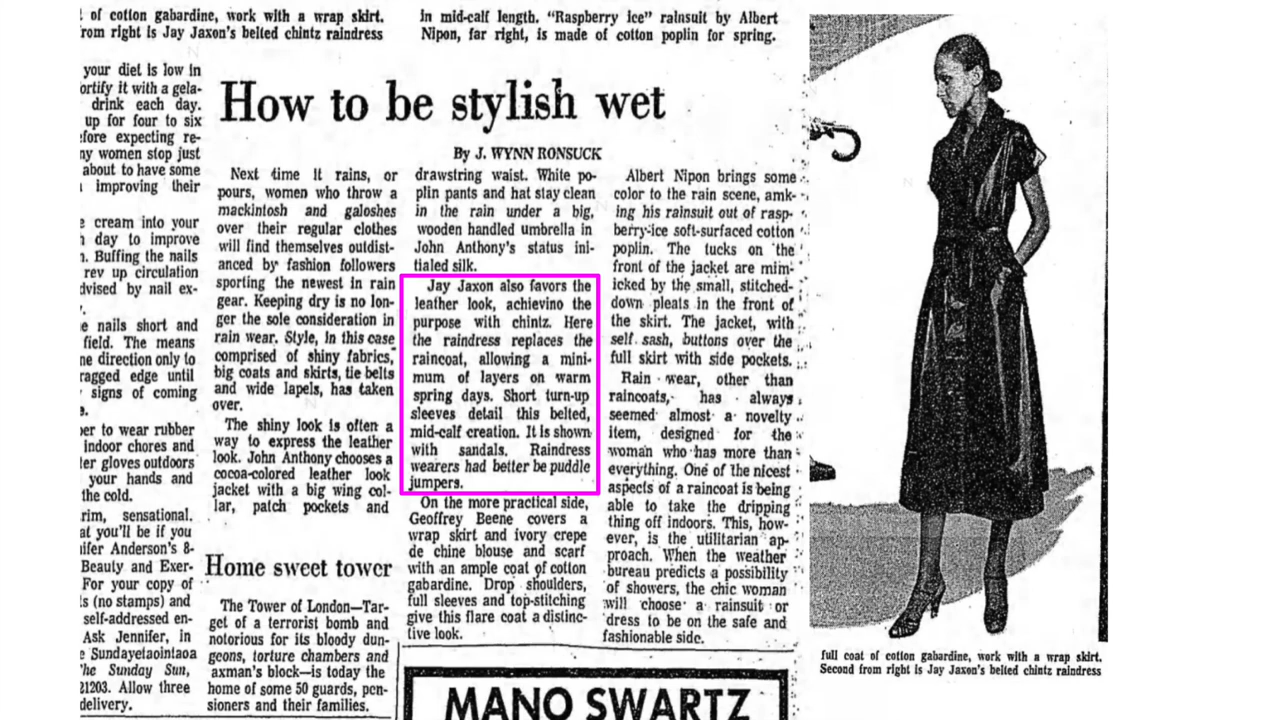 of cotton gabardine, work with a wrap skirt.
from right is Jay Jaxon's belted chintz raindress
in mid-calf length. "Raspberry ice" rainsuit by Albert
Nipon, far right, is made of cotton poplin for spring.
your diet is low in
fortify it with a gela-
drink each day.
up for four to six
before expecting re-
ny women stop just
about to have some
improving their
cream into your
day to improve
Buffing the nails
rev up circulation
dvised by nail ex-
nails short and
field. The means
ne direction only to
ragged edge until
signs of coming
er to wear rubber
indoor chores and
ter gloves outdoors
your hands and
the cold.
rim, sensational.
at you'll be if you
ifer Anderson's 8-
Beauty and Exer-
For your copy of
s (no stamps) and
self-addressed en-
Ask Jennifer, in
Sundayetaointaoa
The Sunday Sun,
21203. Allow three
delivery.
How to be stylish wet
By J. WYNN RONSUCK
Next time it rains, or
pours, women who throw a
mackintosh and galoshes
over their regular clothes
will find themselves outdist-
anced by fashion followers
sporting the newest in rain
gear. Keeping dry is no lon-
ger the sole consideration in
rain wear. Style, in this case
comprised of shiny fabrics,
big coats and skirts, tie belts
and wide lapels, has taken
over.
The shiny look is often a
way to express the leather
look. John Anthony chooses a
cocoa-colored leather look
jacket with a big wing col-
lar, patch pockets and
Home sweet tower
The Tower of London—Tar-
get of a terrorist bomb and
notorious for its bloody dun-
geons, torture chambers and
axman's block—is today the
home of some 50 guards, pen-
sioners and their families.
drawstring waist. White po-
plin pants and hat stay clean
in the rain under a big,
wooden handled umbrella in
John Anthony's status ini-
tialed silk.
Jay Jaxon also favors the
leather look, achievino the
purpose with chintz. Here
the raindress replaces the
raincoat, allowing a mini-
mum of layers on warm
spring days. Short turn-up
sleeves detail this belted,
mid-calf creation. It is shown
with sandals. Raindress
wearers had better be puddle
jumpers.
On the more practical side,
Geoffrey Beene covers a
wrap skirt and ivory crepe
de chine blouse and scarf
with an ample coat of cotton
gabardine. Drop shoulders,
full sleeves and top-stitching
give this flare coat a distinc-
tive look.
MANO SWARTZ
Albert Nipon brings some
color to the rain scene, amk-
ing his rainsuit out of rasp-
berry-ice soft-surfaced cotton
poplin. The tucks on the
front of the jacket are mim-
icked by the small, stitched-
down pleats in the front of
the skirt. The jacket, with
self sash, buttons over the
full skirt with side pockets.
Rain wear, other than
raincoats, has always
seemed almost a novelty
item, designed for the
woman who has more than
everything. One of the nicest
aspects of a raincoat is being
able to take the dripping
thing off indoors. This, how-
ever, is the utilitarian ap-
proach. When the weather
bureau predicts a possibility
of showers, the chic woman
will choose a rainsuit or
dress to be on the safe and
fashionable side.
full coat of cotton gabardine, work with a wrap skirt.
Second from right is Jay Jaxon's belted chintz raindress